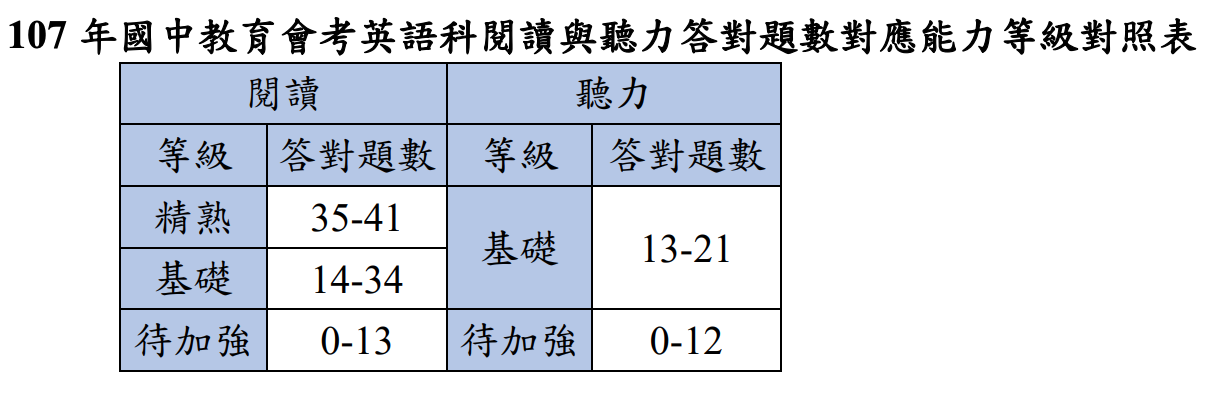 107 年國中教育會考英語科閱讀與聽力答對題數對應能力等級對照表
閱讀 聽力
等級 答對題數 等級 答對題數
精熟 35-41
基礎 13-21
基礎 14-34
待加強 0-13 待加強 0-12